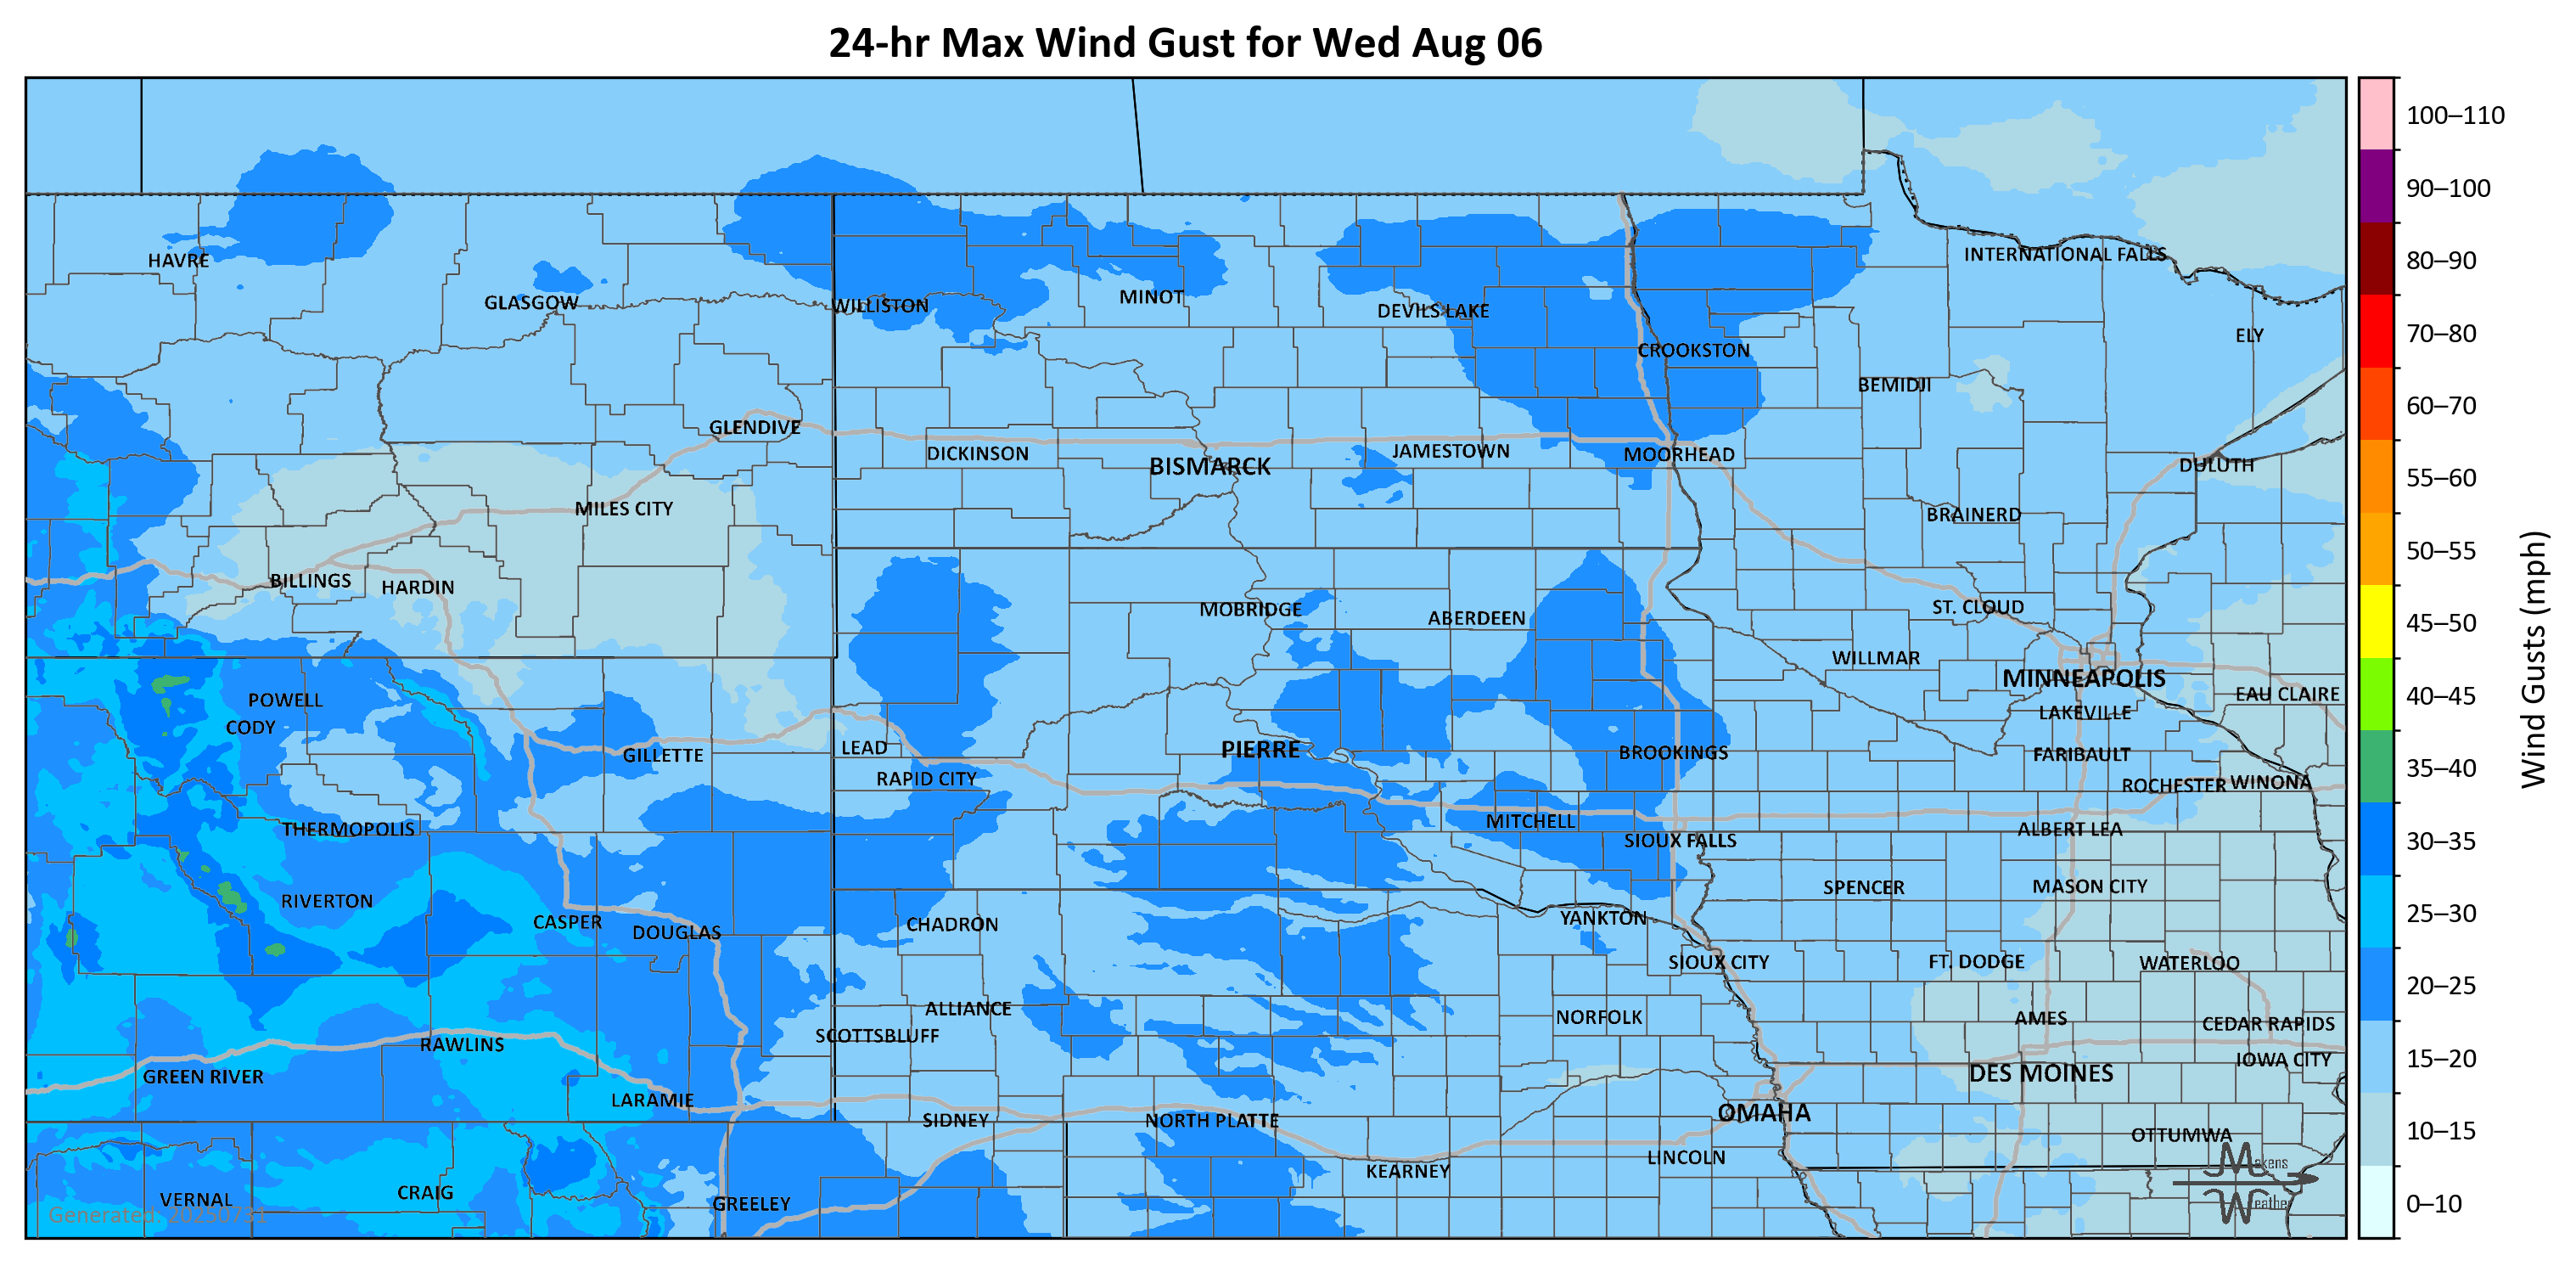 24-hr Max Wind Gust for Wed Aug 06
100–110
90–100
80–90
70–80
60–70
55–60
50–55
45–50
40–45
35–40
30–35
25–30
20–25
15–20
10–15
0–10
Wind Gusts (mph)
HAVRE
INTERNATIONAL FALLS
GLASGOW
WILLISTON
MINOT
DEVILS LAKE
ELY
CROOKSTON
BEMIDJI
GLENDIVE
DICKINSON
BISMARCK
JAMESTOWN
MOORHEAD
DULUTH
MILES CITY
BRAINERD
BILLINGS
HARDIN
MOBRIDGE
ABERDEEN
ST. CLOUD
WILLMAR
MINNEAPOLIS
POWELL
EAU CLAIRE
CODY
LAKEVILLE
GILLETTE
LEAD
PIERRE
BROOKINGS
FARIBAULT
RAPID CITY
ROCHESTER
WINONA
THERMOPOLIS
MITCHELL
SIOUX FALLS
ALBERT LEA
RIVERTON
SPENCER
MASON CITY
CASPER
DOUGLAS
CHADRON
YANKTON
SIOUX CITY
FT. DODGE
WATERLOO
ALLIANCE
NORFOLK
AMES
CEDAR RAPIDS
SCOTTSBLUFF
RAWLINS
IOWA CITY
GREEN RIVER
DES MOINES
LARAMIE
SIDNEY
NORTH PLATTE
OMAHA
OTTUMWA
KEARNEY
LINCOLN
VERNAL
CRAIG
GREELEY
Generated: 20250731
Makens
Weather